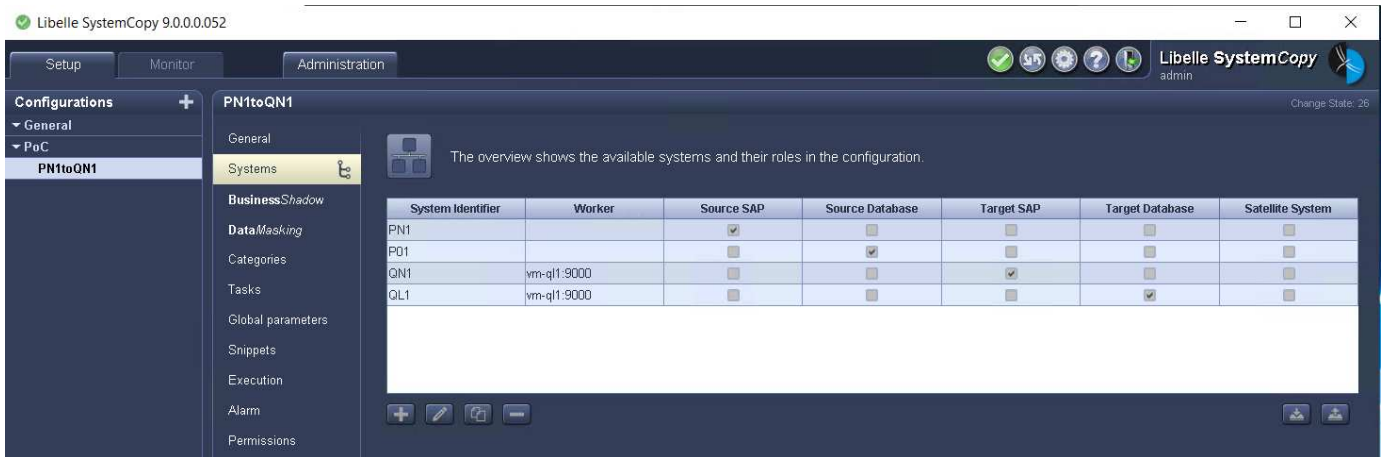 Libelle SystemCopy 9.0.0.0.052
Setup Monitor Administration
Libelle SystemCopy
admin
Configurations
General
PoC
PN1toQN1
PN1toQN1 Change State: 26
General
Systems
BusinessShadow
DataMasking
Categories
Tasks
Global parameters
Snippets
Execution
Alarm
Permissions
The overview shows the available systems and their roles in the configuration.
System Identifier Worker Source SAP Source Database Target SAP Target Database Satellite System
PN1
P01
QN1 vm-ql1:9000
QL1 vm-ql1:9000